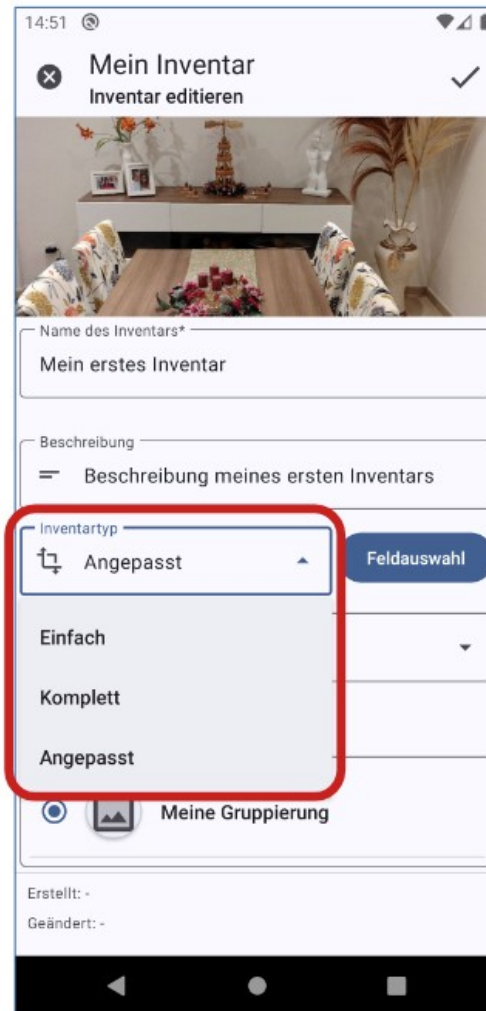 14:51
Mein Inventar
Inventar editieren
Name des Inventars*
Mein erstes Inventar
Beschreibung
Beschreibung meines ersten Inventars
Inventartyp
Angepasst
Feldauswahl
Einfach
Komplett
Angepasst
Meine Gruppierung
Erstellt: -
Geändert: -